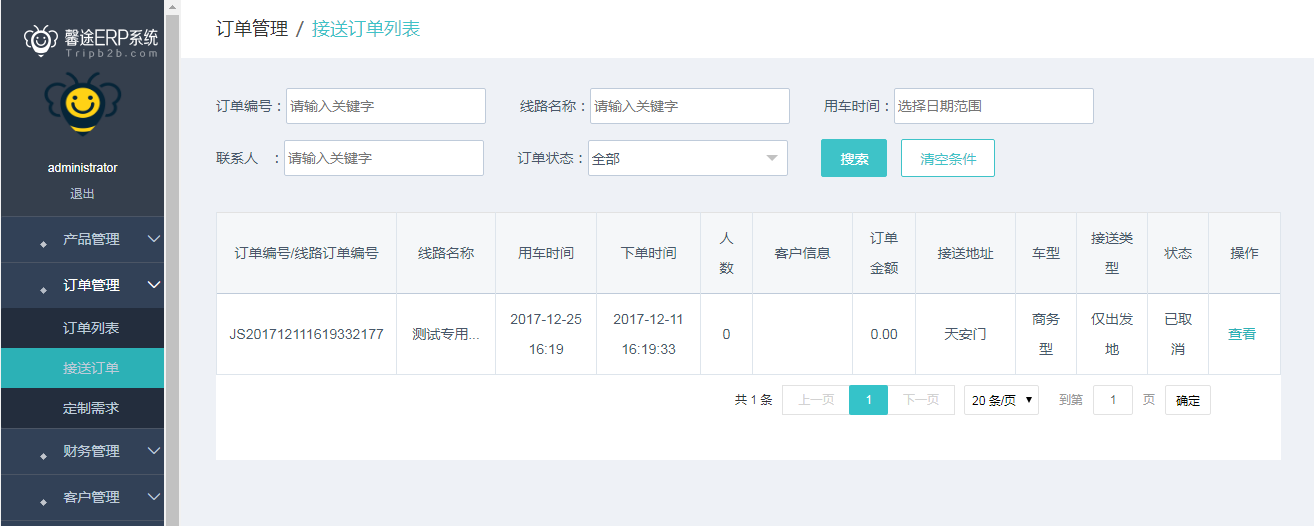 馨途ERP系统
Tripb2b.com
administrator
退出
产品管理
订单管理
订单列表
接送订单
定制需求
财务管理
客户管理
订单管理 / 接送订单列表
订单编号： 请输入关键字 线路名称： 请输入关键字 用车时间： 选择日期范围
联系人 ： 请输入关键字 订单状态： 全部 搜索 清空条件
订单编号/线路订单编号 线路名称 用车时间 下单时间 人数 客户信息 订单金额 接送地址 车型 接送类型 状态 操作
JS201712111619332177 测试专用... 2017-12-25 16:19 2017-12-11 16:19:33 0 0.00 天安门 商务型 仅出发地 已取消 查看
共 1 条 上一页 1 下一页 20 条/页 到第 1 页 确定